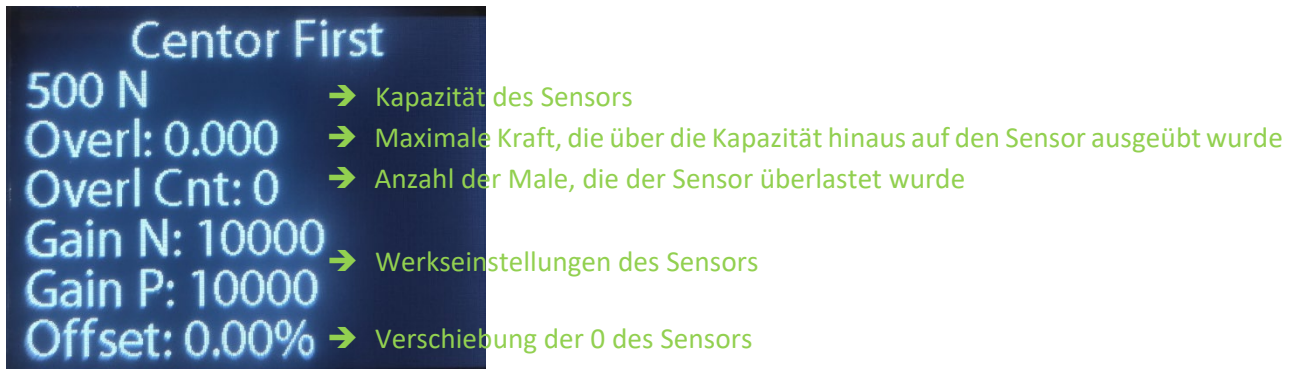 Centor First
500 N ➔ Kapazität des Sensors
Overl: 0.000 ➔ Maximale Kraft, die über die Kapazität hinaus auf den Sensor ausgeübt wurde
Overl Cnt: 0 ➔ Anzahl der Male, die der Sensor überlastet wurde
Gain N: 10000
➔ Werkseinstellungen des Sensors
Gain P: 10000
Offset: 0.00% ➔ Verschiebung der 0 des Sensors